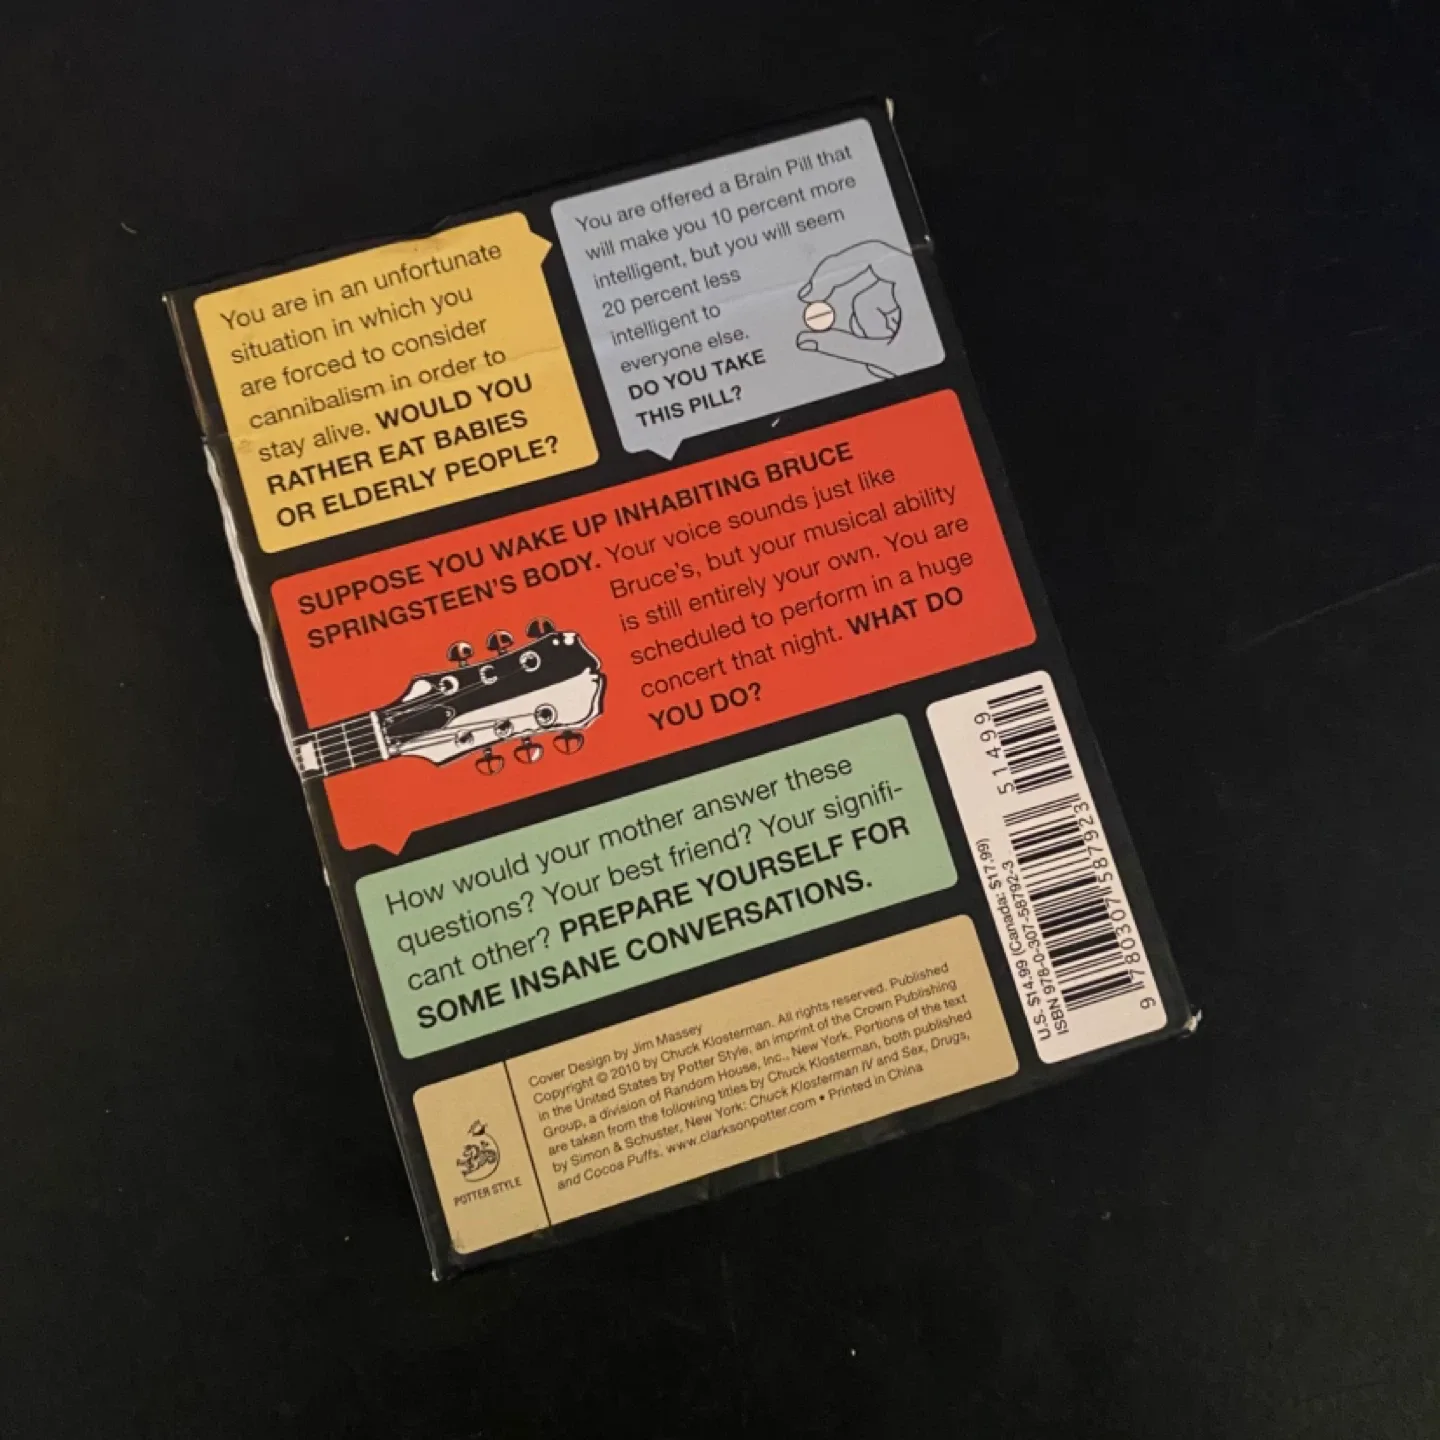 You are in an unfortunate
situation in which you
are forced to consider
cannibalism in order to
stay alive. WOULD YOU
RATHER EAT BABIES
OR ELDERLY PEOPLE?
You are offered a Brain Pill that
will make you 10 percent more
intelligent, but you will seem
20 percent less
intelligent to
everyone else.
DO YOU TAKE
THIS PILL?
SUPPOSE YOU WAKE UP INHABITING BRUCE
SPRINGSTEEN'S BODY. Your voice sounds just like
Bruce's, but your musical ability
is still entirely your own. You are
scheduled to perform in a huge
concert that night. WHAT DO
YOU DO?
How would your mother answer these
questions? Your best friend? Your signifi-
cant other? PREPARE YOURSELF FOR
SOME INSANE CONVERSATIONS.
POTTER STYLE
Cover Design by Jim Massey
Copyright © 2010 by Chuck Klosterman. All rights reserved. Published
in the United States by Potter Style, an imprint of the Crown Publishing
Group, a division of Random House, Inc., New York. Portions of the text
are taken from the following titles by Chuck Klosterman, both published
by Simon & Schuster, New York: Chuck Klosterman IV and Sex, Drugs,
and Cocoa Puffs. www.clarksonpotter.com • Printed in China
U.S. $14.99 (Canada: $17.99)
ISBN 978-0-307-58792-3
9 780307 587923
51499